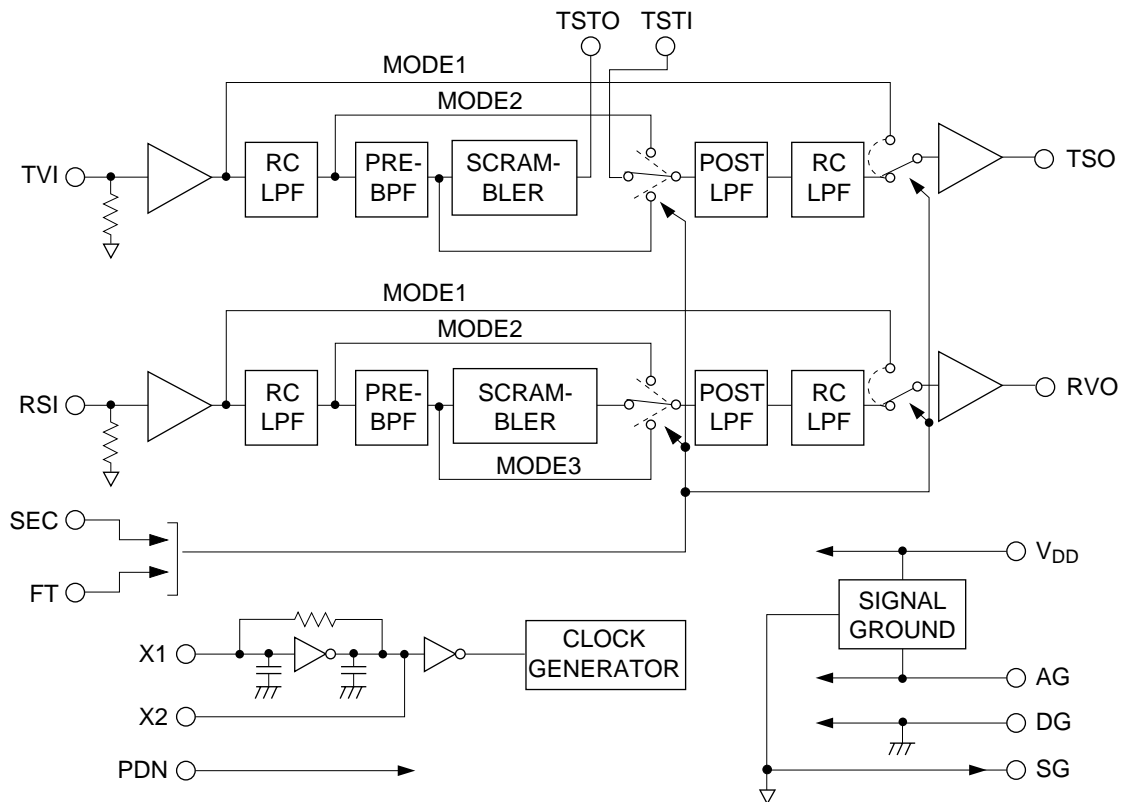 TSTO TSTI
MODE1
MODE2
TVI
RC
LPF
PRE-
BPF
SCRAM-
BLER
POST
LPF
RC
LPF
TSO
MODE1
MODE2
RSI
RC
LPF
PRE-
BPF
SCRAM-
BLER
POST
LPF
RC
LPF
RVO
MODE3
SEC
FT
VDD
SIGNAL
GROUND
X1
CLOCK
GENERATOR
AG
X2
DG
PDN
SG